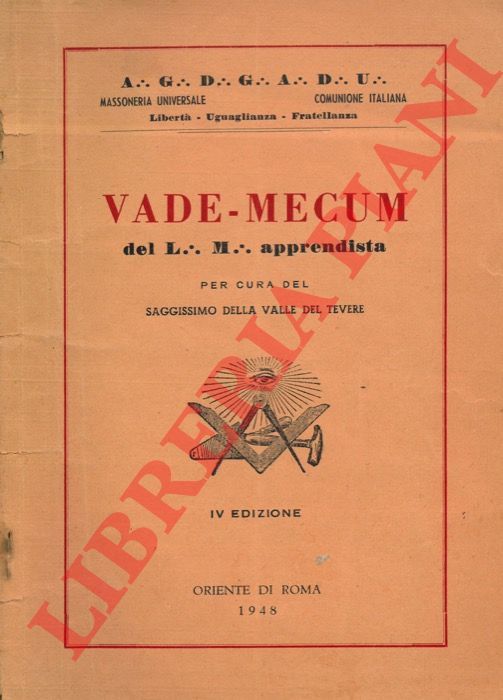 A∴ G∴ D∴ G∴ A∴ D∴ U∴
MASSONERIA UNIVERSALE COMUNIONE ITALIANA
Libertà - Uguaglianza - Fratellanza
VADE-MECUM
del L∴ M∴ apprendista
PER CURA DEL
SAGGISSIMO DELLA VALLE DEL TEVERE
IV EDIZIONE
ORIENTE DI ROMA
1948
LIBRERIA PIANI